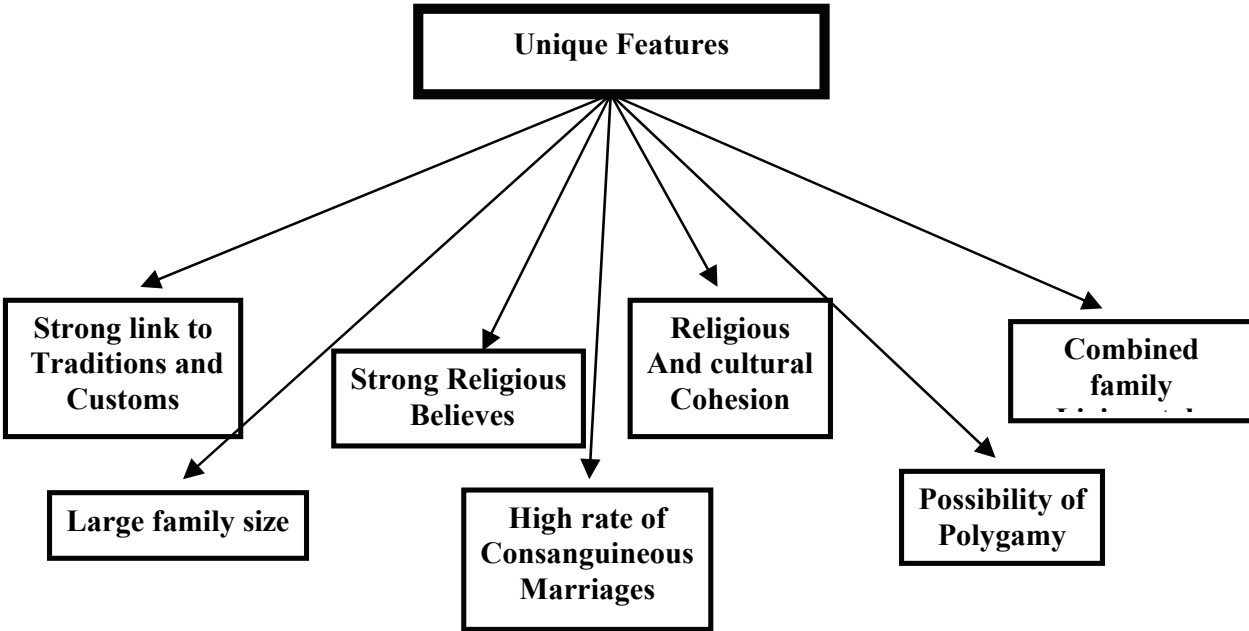 Unique Features
Strong link to
Traditions and
Customs
Strong Religious
Believes
Religious
And cultural
Cohesion
Combined
family
Large family size
High rate of
Consanguineous
Marriages
Possibility of
Polygamy